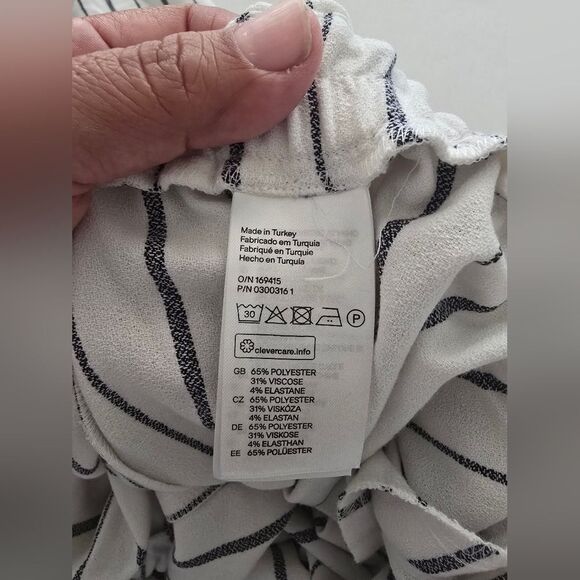 Made in Turkey
Fabricado em Turquia
Fabriqué en Turquie
Hecho en Turquía
O/N 169415
P/N 0300316 1
30 P
clevercare.info
GB 65% POLYESTER
31% VISCOSE
4% ELASTANE
CZ 65% POLYESTER
31% VISKÓZA
4% ELASTAN
DE 65% POLYESTER
31% VISKOSE
4% ELASTHAN
EE 65% POLÜESTER